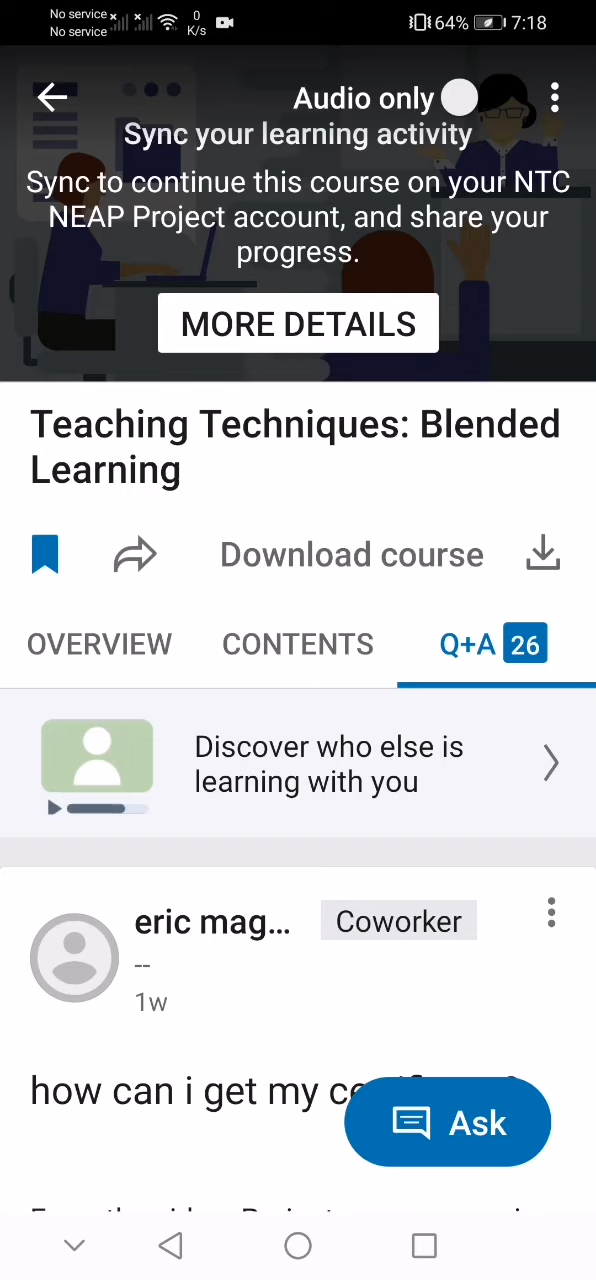 No service
No service
0
K/s
64%
7:18
Audio only
Sync your learning activity
Sync to continue this course on your NTC
NEAP Project account, and share your
progress.
MORE DETAILS
Teaching Techniques: Blended
Learning
Download course
OVERVIEW
CONTENTS
Q+A 26
Discover who else is
learning with you
eric mag...
Coworker
--
1w
how can i get my
Ask